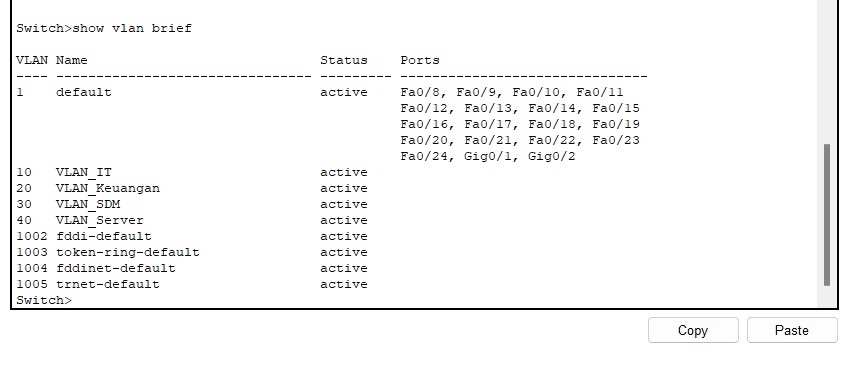 Switch>show vlan brief
VLAN Name                             Status    Ports
---- -------------------------------- --------- -------------------------------
1    default                          active    Fa0/8, Fa0/9, Fa0/10, Fa0/11
                                                Fa0/12, Fa0/13, Fa0/14, Fa0/15
                                                Fa0/16, Fa0/17, Fa0/18, Fa0/19
                                                Fa0/20, Fa0/21, Fa0/22, Fa0/23
                                                Fa0/24, Gig0/1, Gig0/2
10   VLAN_IT                          active
20   VLAN_Keuangan                    active
30   VLAN_SDM                         active
40   VLAN_Server                      active
1002 fddi-default                     active
1003 token-ring-default               active
1004 fddinet-default                  active
1005 trnet-default                    active
Switch>
Copy Paste